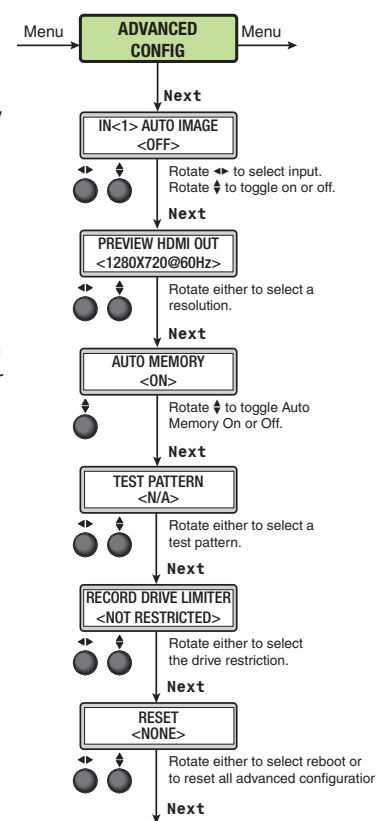 Menu
ADVANCED
CONFIG
Menu
Next
IN<1> AUTO IMAGE
<OFF>
Rotate ◂▸ to select input.
Rotate ▴▾ to toggle on or off.
Next
PREVIEW HDMI OUT
<1280X720@60Hz>
Rotate either to select a
resolution.
Next
AUTO MEMORY
<ON>
Rotate ▴▾ to toggle Auto
Memory On or Off.
Next
TEST PATTERN
<N/A>
Rotate either to select a
test pattern.
Next
RECORD DRIVE LIMITER
<NOT RESTRICTED>
Rotate either to select
the drive restriction.
Next
RESET
<NONE>
Rotate either to select reboot or
to reset all advanced configuration
Next